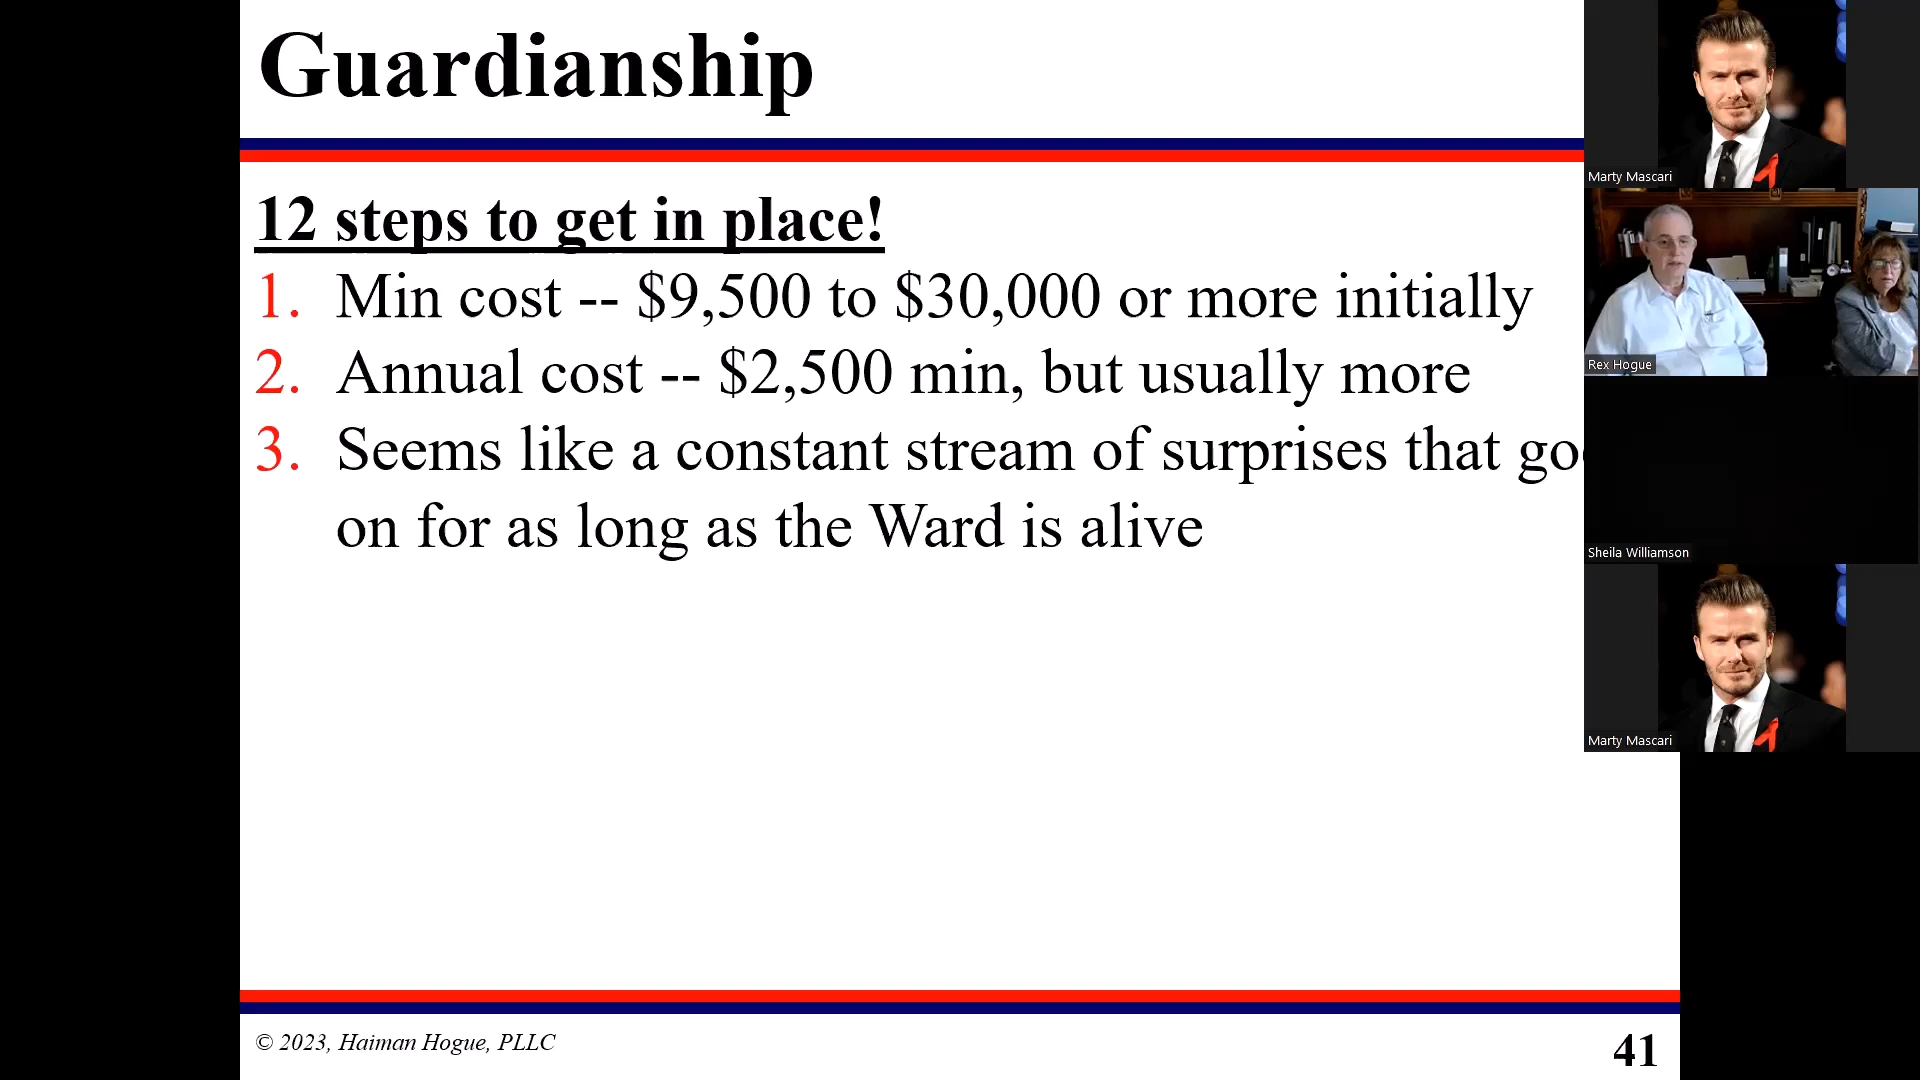 Guardianship
12 steps to get in place!
1. Min cost -- $9,500 to $30,000 or more initially
2. Annual cost -- $2,500 min, but usually more
3. Seems like a constant stream of surprises that go
on for as long as the Ward is alive
© 2023, Haiman Hogue, PLLC
41
Marty Mascari
Rex Hogue
Sheila Williamson
Marty Mascari